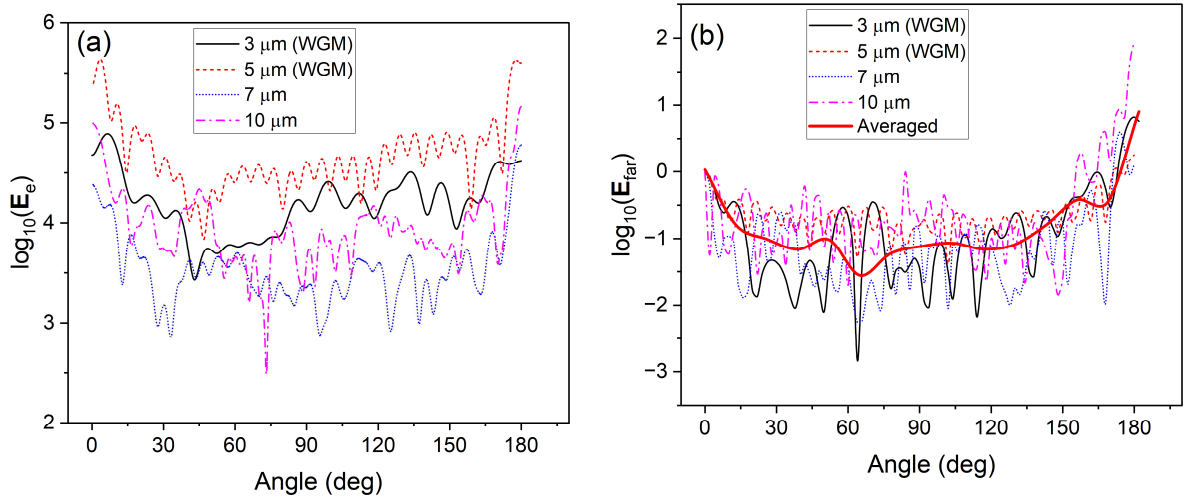 (a)
3 μm (WGM)
5 μm (WGM)
7 μm
10 μm
log₁₀(Eₑ)
6
5
4
3
2
0 30 60 90 120 150 180
Angle (deg)
(b)
3 μm (WGM)
5 μm (WGM)
7 μm
10 μm
Averaged
log₁₀(E_far)
2
1
0
−1
−2
−3
0 30 60 90 120 150 180
Angle (deg)